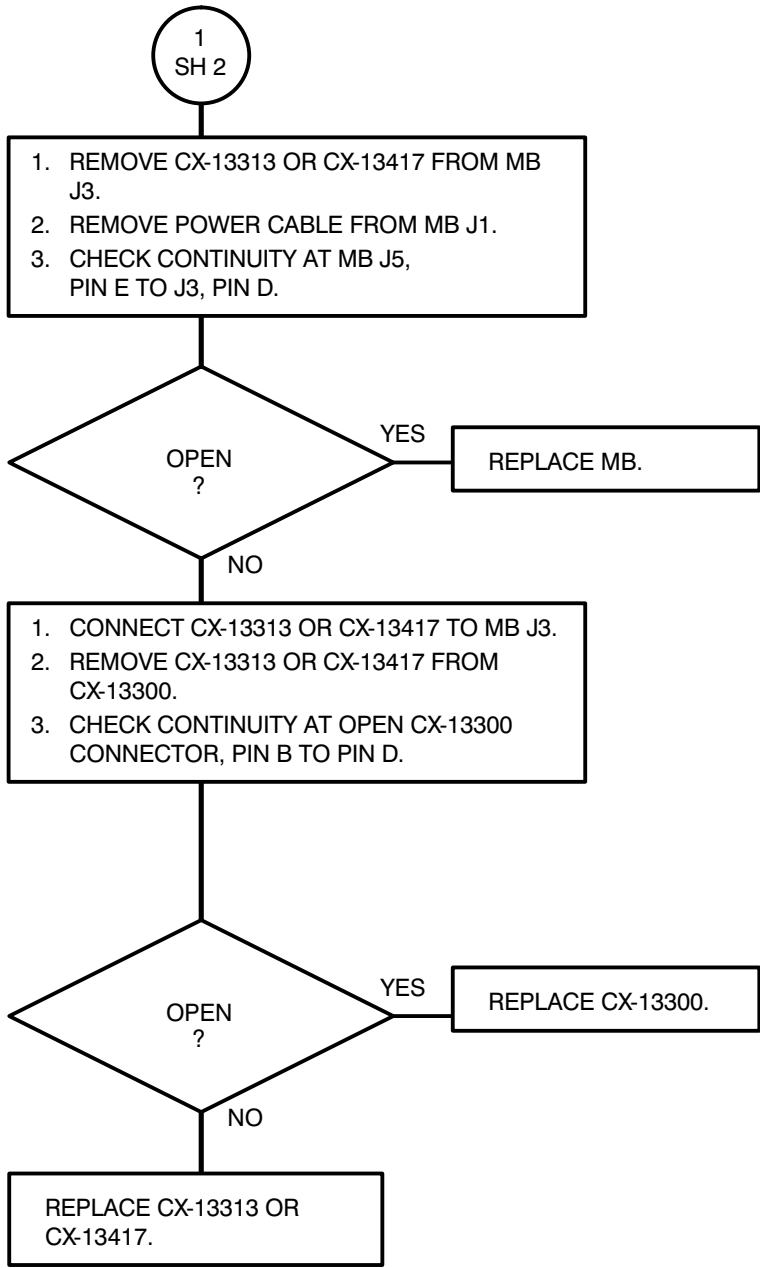 1
SH 2
1. REMOVE CX-13313 OR CX-13417 FROM MB
J3.
2. REMOVE POWER CABLE FROM MB J1.
3. CHECK CONTINUITY AT MB J5,
PIN E TO J3, PIN D.
OPEN
?
YES
REPLACE MB.
NO
1. CONNECT CX-13313 OR CX-13417 TO MB J3.
2. REMOVE CX-13313 OR CX-13417 FROM
CX-13300.
3. CHECK CONTINUITY AT OPEN CX-13300
CONNECTOR, PIN B TO PIN D.
OPEN
?
YES
REPLACE CX-13300.
NO
REPLACE CX-13313 OR
CX-13417.